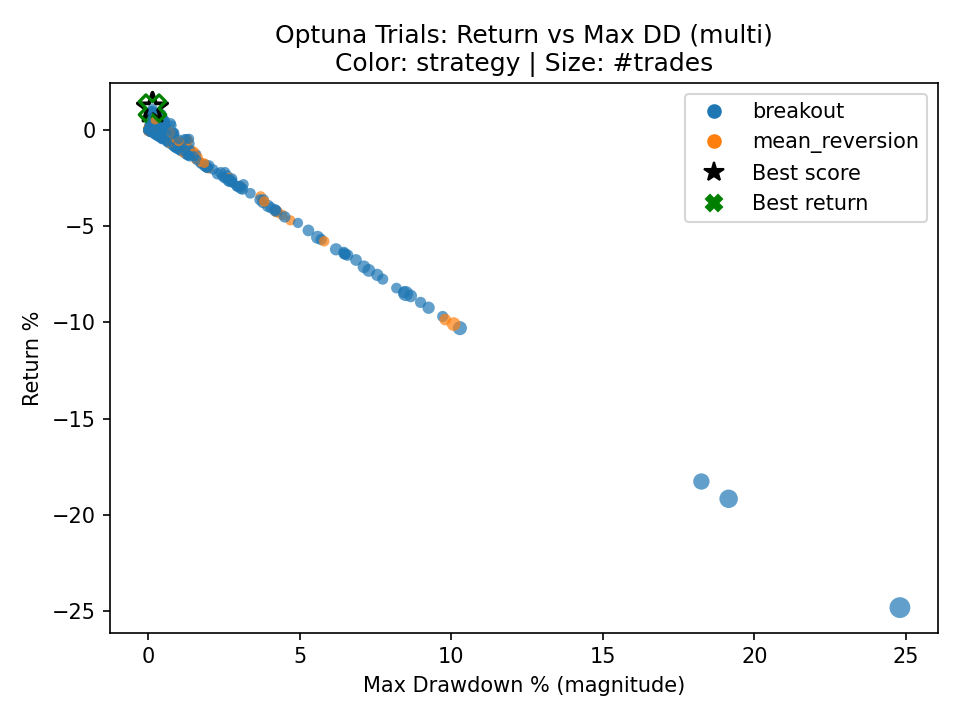 Optuna Trials: Return vs Max DD (multi)
Color: strategy | Size: #trades
breakout
mean_reversion
Best score
Best return
Return %
0
−5
−10
−15
−20
−25
0 5 10 15 20 25
Max Drawdown % (magnitude)